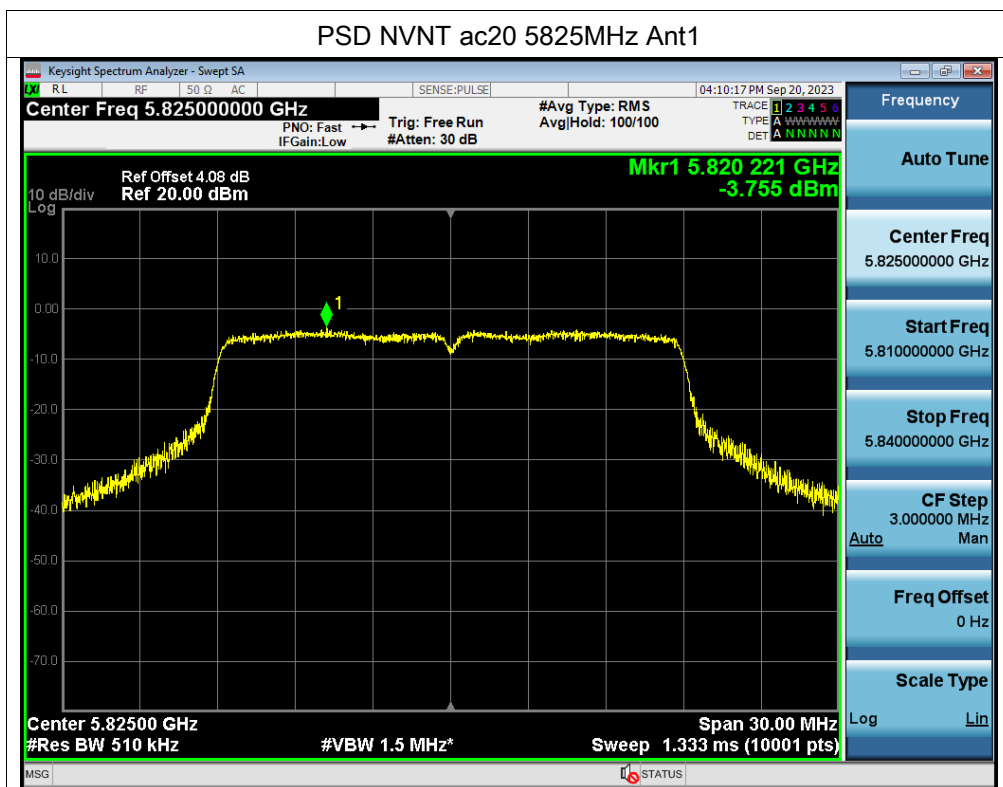 PSD NVNT ac20 5825MHz Ant1
Keysight Spectrum Analyzer - Swept SA
LXI RL RF 50 Ω AC SENSE:PULSE 04:10:17 PM Sep 20, 2023
Center Freq 5.825000000 GHz #Avg Type: RMS TRACE 1 2 3 4 5 6
PNO: Fast Trig: Free Run Avg|Hold: 100/100 TYPE A WWWWW
IFGain:Low #Atten: 30 dB DET A N N N N N
Mkr1 5.820 221 GHz
-3.755 dBm
Ref Offset 4.08 dB
10 dB/div Ref 20.00 dBm
Log
10.0
0.00
-10.0
-20.0
-30.0
-40.0
-50.0
-60.0
-70.0
1
Center 5.82500 GHz Span 30.00 MHz
#Res BW 510 kHz #VBW 1.5 MHz* Sweep 1.333 ms (10001 pts)
MSG STATUS
Frequency
Auto Tune
Center Freq
5.825000000 GHz
Start Freq
5.810000000 GHz
Stop Freq
5.840000000 GHz
CF Step
3.000000 MHz
Auto Man
Freq Offset
0 Hz
Scale Type
Log Lin